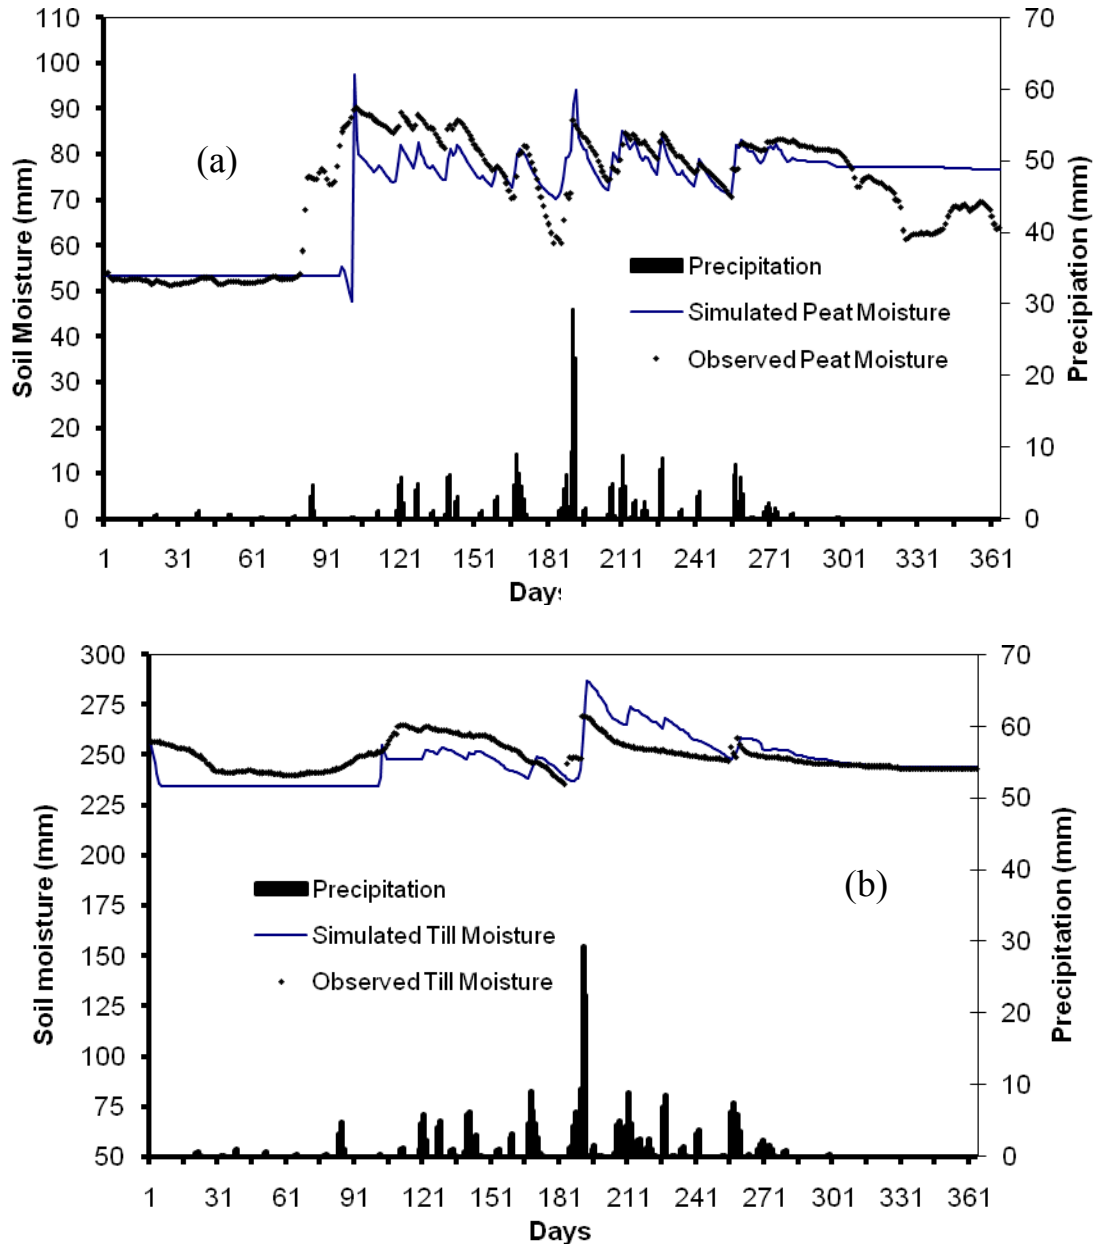 110
100
90
80
70
60
50
40
30
20
10
0
Soil Moisture (mm)
(a)
Precipitation
Simulated Peat Moisture
Observed Peat Moisture
70
60
50
40
30
20
10
0
Precipiation (mm)
1 31 61 91 121 151 181 211 241 271 301 331 361
Days
300
275
250
225
200
175
150
125
100
75
50
Soil moisture (mm)
Precipitation
Simulated Till Moisture
Observed Till Moisture
(b)
70
60
50
40
30
20
10
0
Precipitation (mm)
1 31 61 91 121 151 181 211 241 271 301 331 361
Days